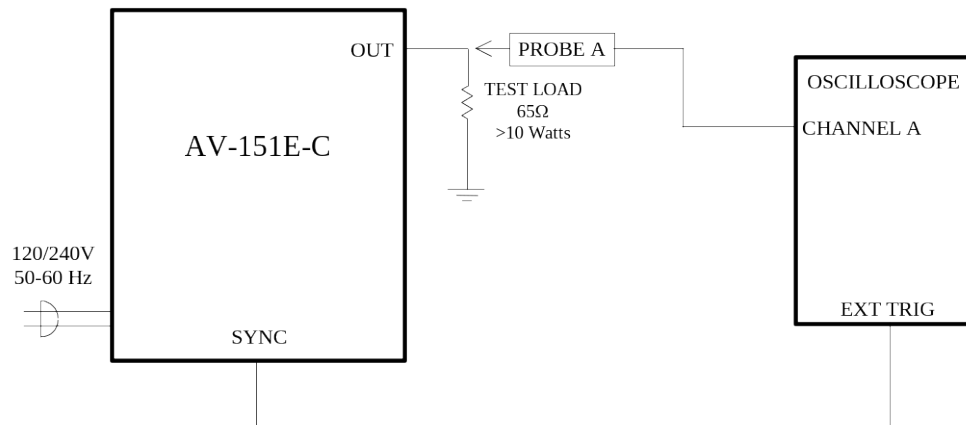 OUT
PROBE A
TEST LOAD
65Ω
>10 Watts
OSCILLOSCOPE
CHANNEL A
AV-151E-C
120/240V
50-60 Hz
SYNC
EXT TRIG